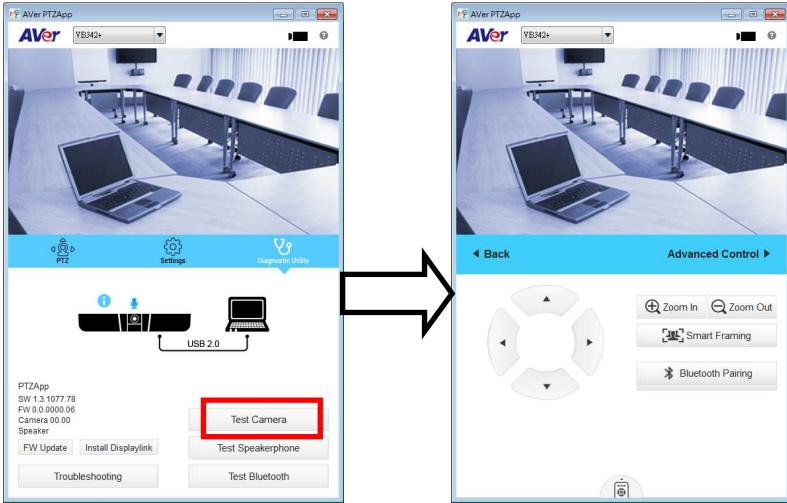 AVer PTZApp
AVer
VB342+
PTZ
Settings
Diagnostic Utility
USB 2.0
PTZApp
SW 1.3.1077.78
FW 0.0.0000.06
Camera 00.00
Speaker
FW Update
Install Displaylink
Troubleshooting
Test Camera
Test Speakerphone
Test Bluetooth
AVer PTZApp
AVer
VB342+
Back
Advanced Control
Zoom In
Zoom Out
Smart Framing
Bluetooth Pairing